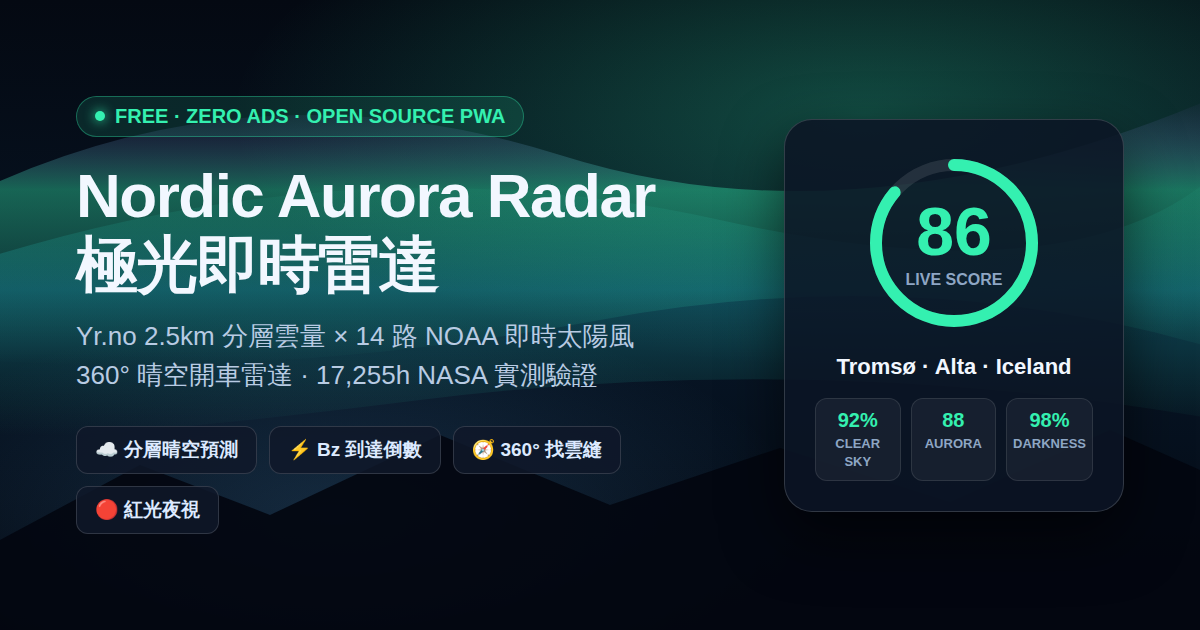 FREE · ZERO ADS · OPEN SOURCE PWA
Nordic Aurora Radar
極光即時雷達
Yr.no 2.5km 分層雲量 × 14 路 NOAA 即時太陽風
360° 晴空開車雷達 · 17,255h NASA 實測驗證
☁️ 分層晴空預測
⚡ Bz 到達倒數
🧭 360° 找雲縫
🔴 紅光夜視
86
LIVE SCORE
Tromsø · Alta · Iceland
92%
CLEAR
SKY
88
AURORA
98%
DARKNESS